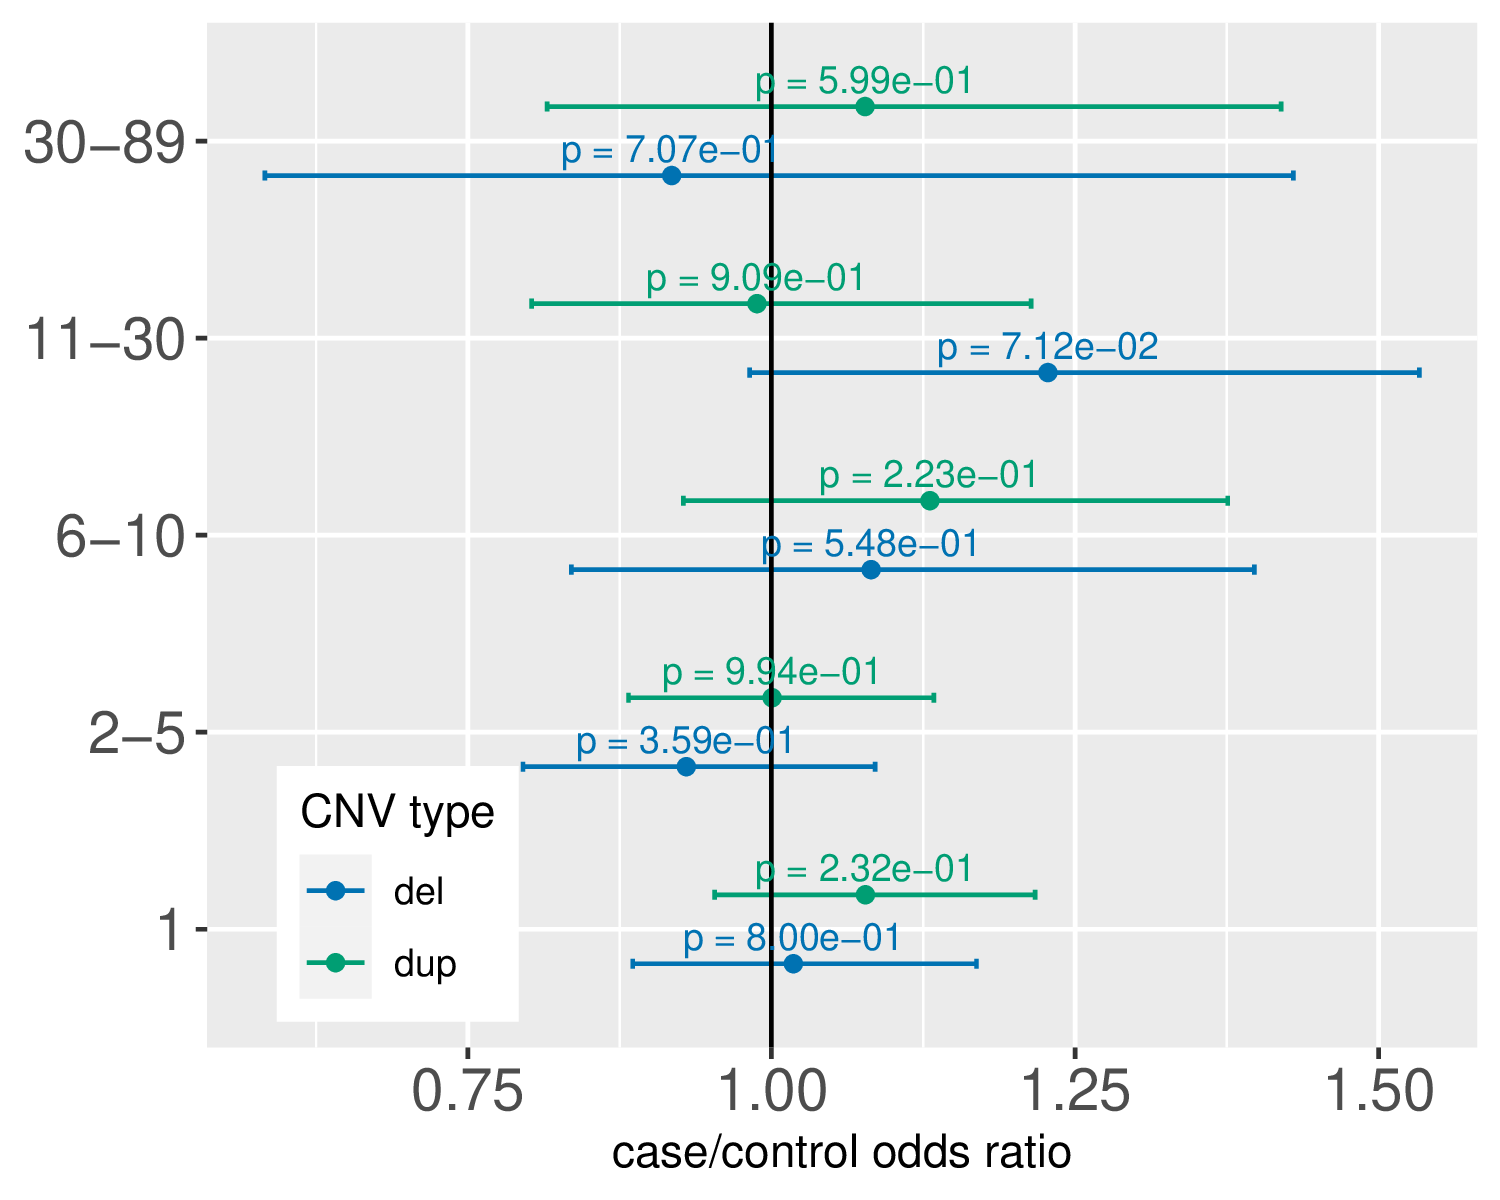 p = 5.99e−01
30−89
p = 7.07e−01
p = 9.09e−01
11−30
p = 7.12e−02
p = 2.23e−01
6−10
p = 5.48e−01
p = 9.94e−01
2−5
p = 3.59e−01
CNV type
del
dup
p = 2.32e−01
1
p = 8.00e−01
0.75 1.00 1.25 1.50
case/control odds ratio